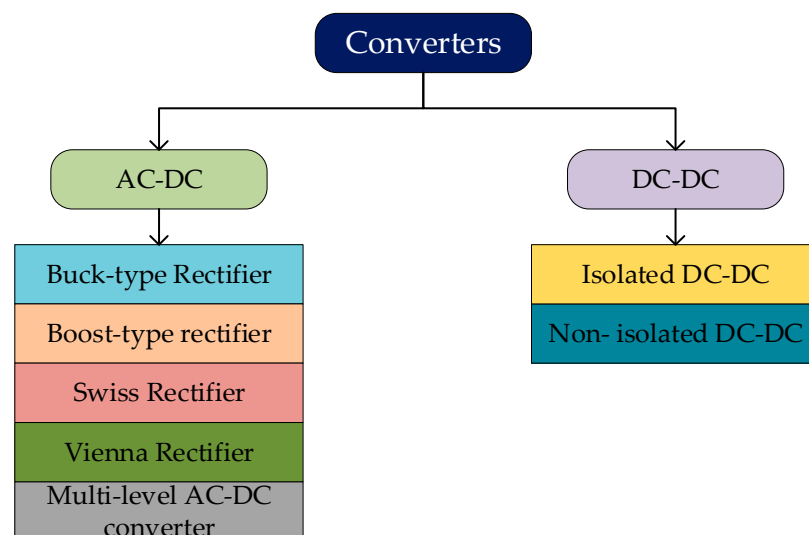 Converters
AC-DC
DC-DC
Buck-type Rectifier
Boost-type rectifier
Swiss Rectifier
Vienna Rectifier
Multi-level AC-DC
converter
Isolated DC-DC
Non- isolated DC-DC